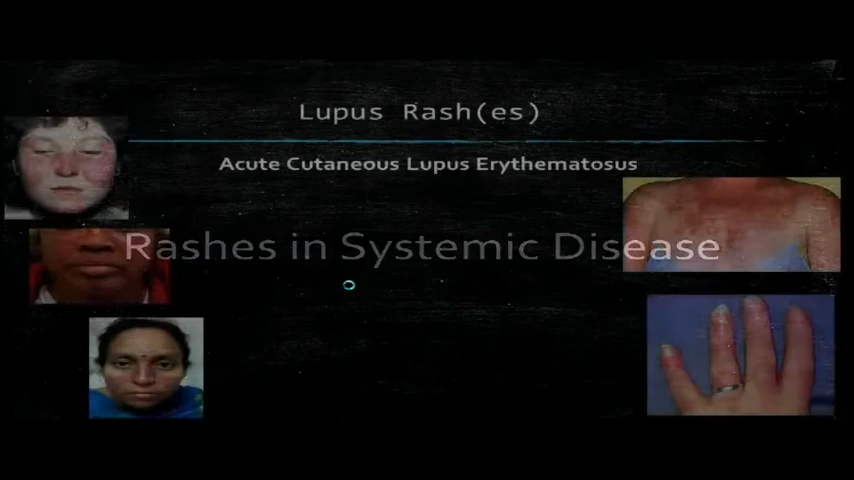 Lupus Rash(es)
Acute Cutaneous Lupus Erythematosus
Rashes in Systemic Disease